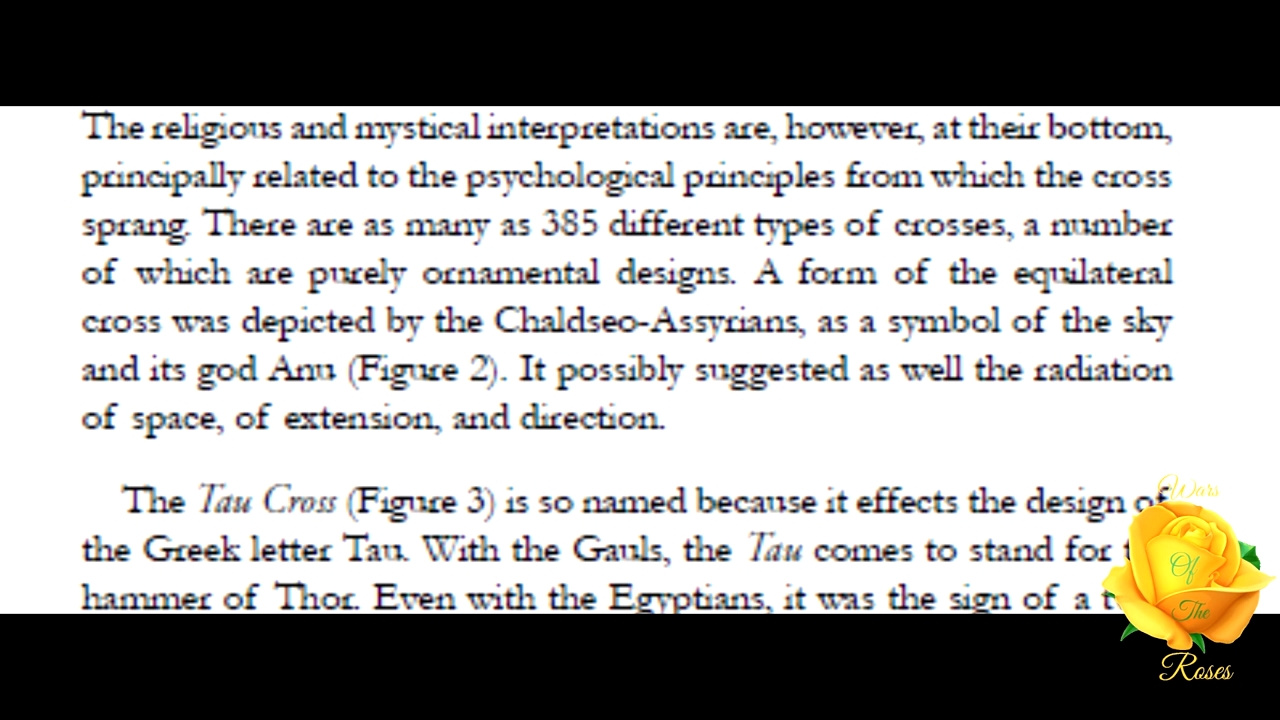 The religious and mystical interpretations are, however, at their bottom,
principally related to the psychological principles from which the cross
sprang. There are as many as 385 different types of crosses, a number
of which are purely ornamental designs. A form of the equilateral
cross was depicted by the Chaldseo-Assyrians, as a symbol of the sky
and its god Anu (Figure 2). It possibly suggested as well the radiation
of space, of extension, and direction.
The Tau Cross (Figure 3) is so named because it effects the design of
the Greek letter Tau. With the Gauls, the Tau comes to stand for
hammer of Thor. Even with the Egyptians, it was the sign of a
Wars
Of
The
Roses